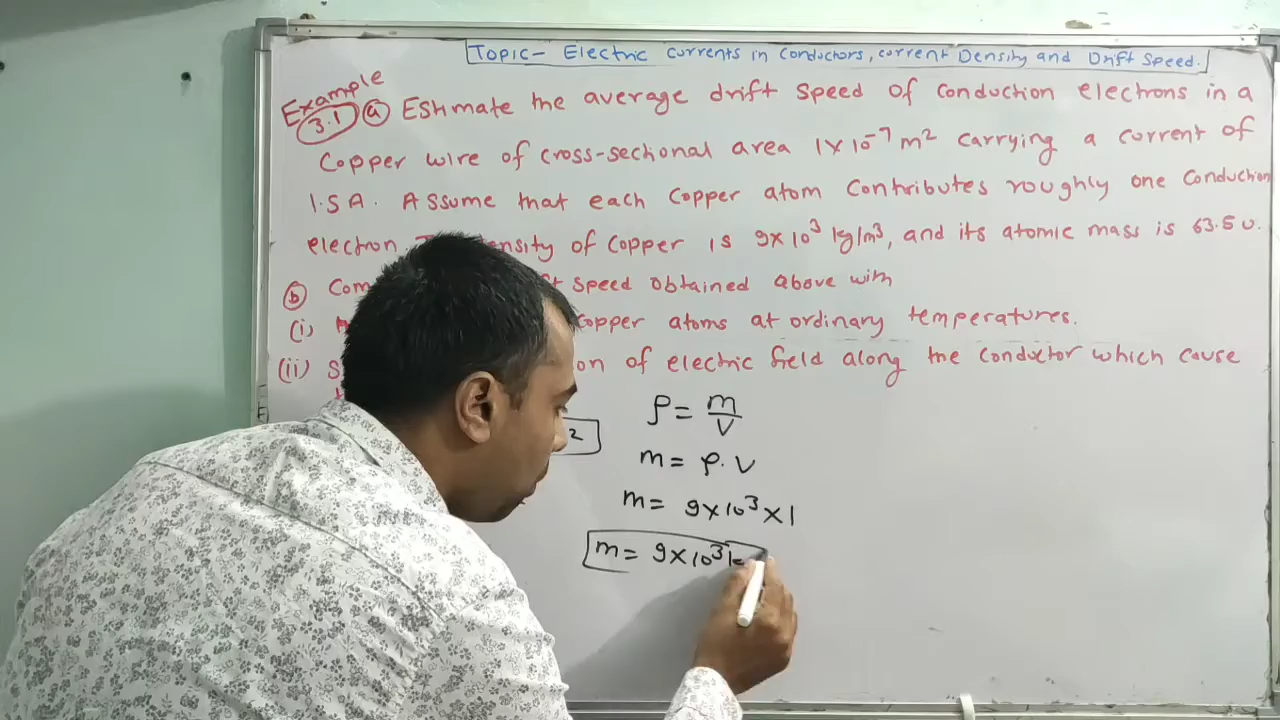 Topic- Electric currents in Conductors, current Density and Drift Speed.
Example
3.1 a Estimate the average drift speed of conduction electrons in a
Copper wire of cross-sectional area 1×10⁻⁷ m² carrying a current of
1.5A. Assume that each Copper atom Contributes roughly one Conduction
electron density of Copper is 9×10³ kg/m³, and its atomic mass is 63.5 U.
b Com Speed obtained above with
(i) Copper atoms at ordinary temperatures.
(ii) S on of electric field along the Conductor which cause
2
ρ = m/V
m = ρ.V
m = 9×10³×1
m = 9×10³ k